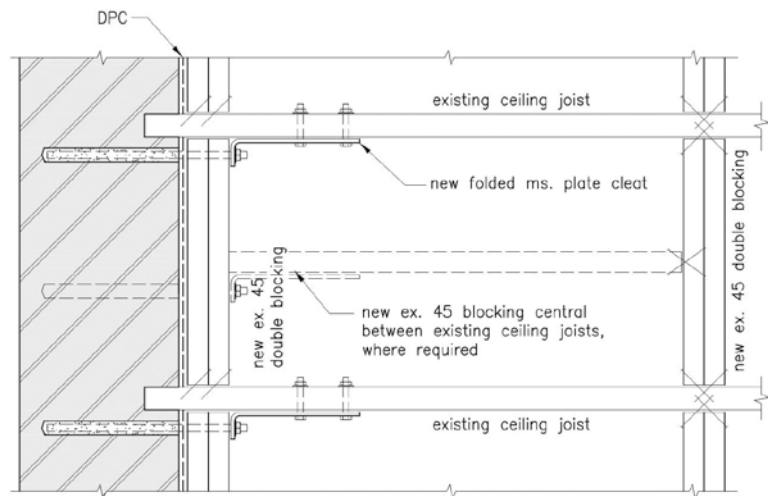 DPC
existing ceiling joist
new folded ms. plate cleat
new ex. 45
double blocking
new ex. 45 blocking central
between existing ceiling joists,
where required
new ex. 45 double blocking
existing ceiling joist